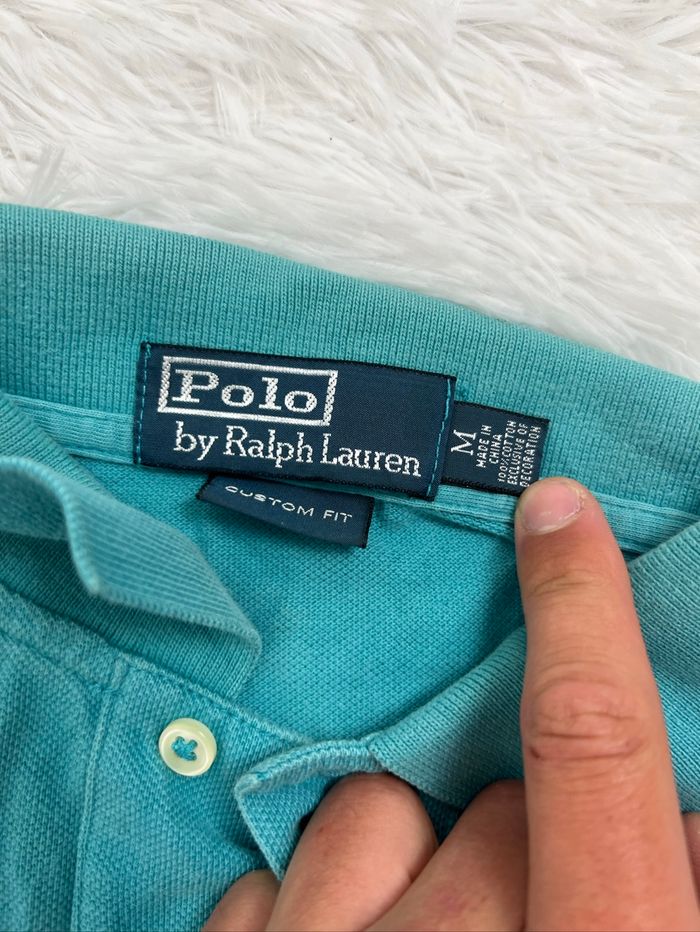 Polo
by Ralph Lauren
M
MADE IN
CHINA
100% COTTON
EXCLUSIVE OF
DECORATION
CUSTOM FIT